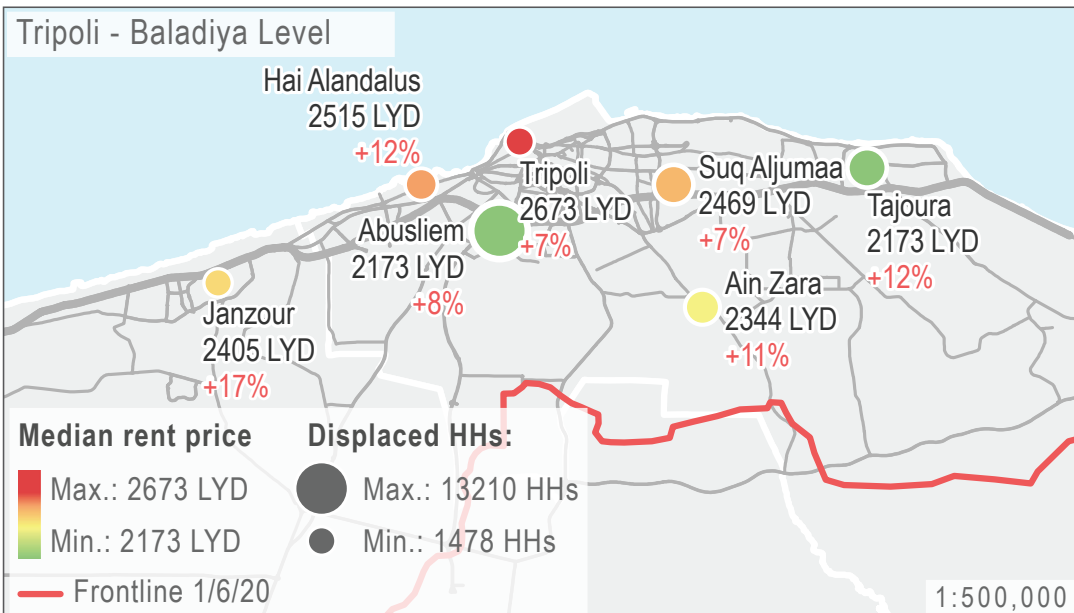 Tripoli - Baladiya Level
Hai Alandalus
2515 LYD
+12%
Tripoli
2673 LYD
+7%
Suq Aljumaa
2469 LYD
+7%
Tajoura
2173 LYD
+12%
Abusliem
2173 LYD
+8%
Janzour
2405 LYD
+17%
Ain Zara
2344 LYD
+11%
Median rent price
Max.: 2673 LYD
Min.: 2173 LYD
Displaced HHs:
Max.: 13210 HHs
Min.: 1478 HHs
Frontline 1/6/20
1:500,000